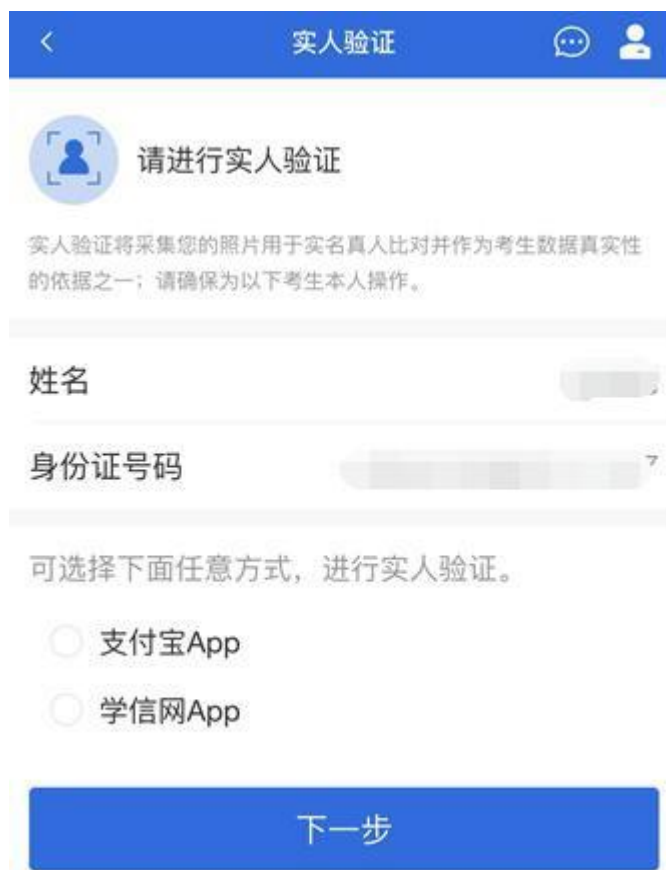 实人验证
请进行实人验证
实人验证将采集您的照片用于实名真人比对并作为考生数据真实性
的依据之一；请确保为以下考生本人操作。
姓名
身份证号码
7
可选择下面任意方式，进行实人验证。
支付宝App
学信网App
下一步